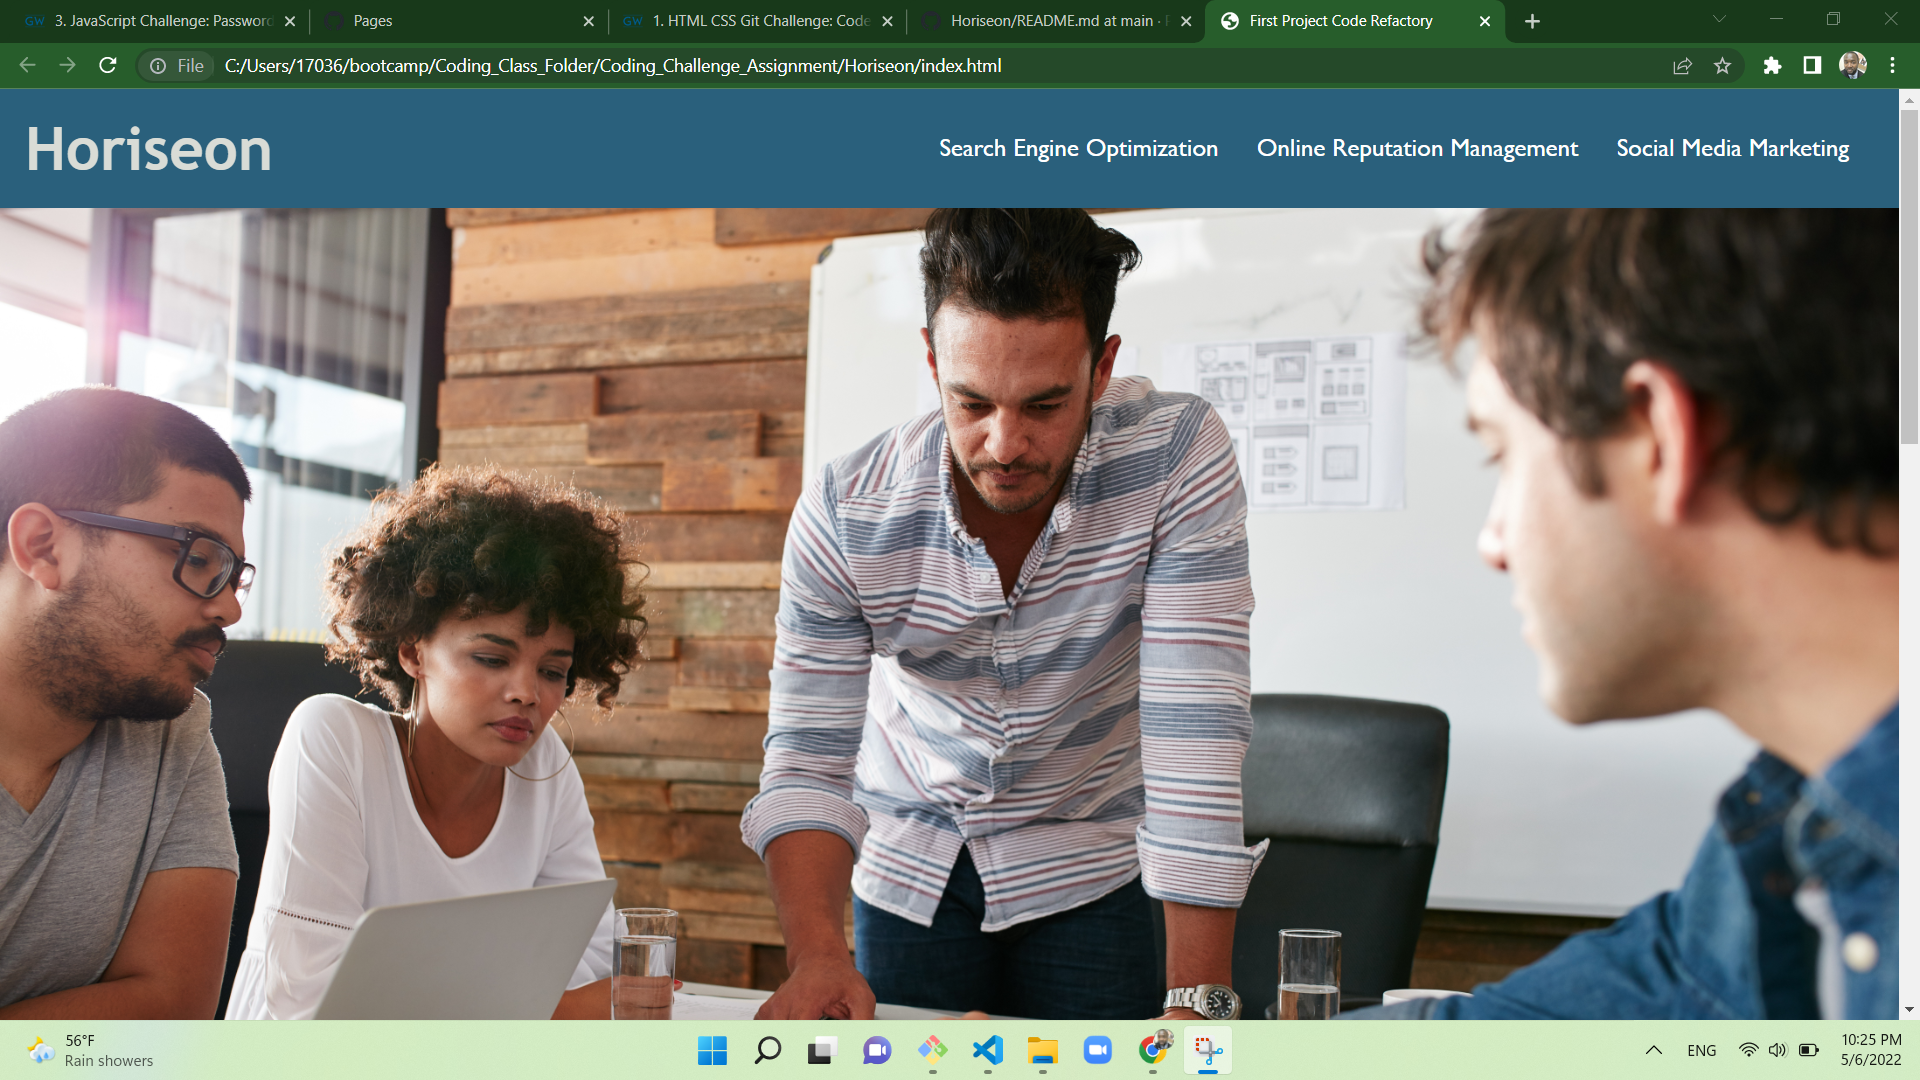 GW 3. JavaScript Challenge: Password
Pages
GW 1. HTML CSS Git Challenge: Code
Horiseon/README.md at main ·
First Project Code Refactory
File C:/Users/17036/bootcamp/Coding_Class_Folder/Coding_Challenge_Assignment/Horiseon/index.html
Horiseon
Search Engine Optimization
Online Reputation Management
Social Media Marketing
56°F
Rain showers
ENG
10:25 PM
5/6/2022